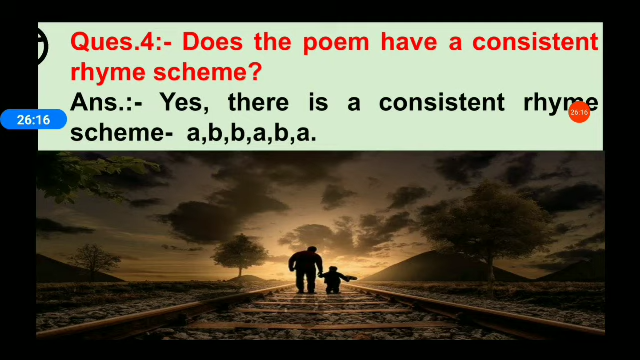 Ques.4:- Does the poem have a consistent
rhyme scheme?
Ans.:- Yes, there is a consistent rhyme
scheme- a,b,b,a,b,a.
26:16
26:16